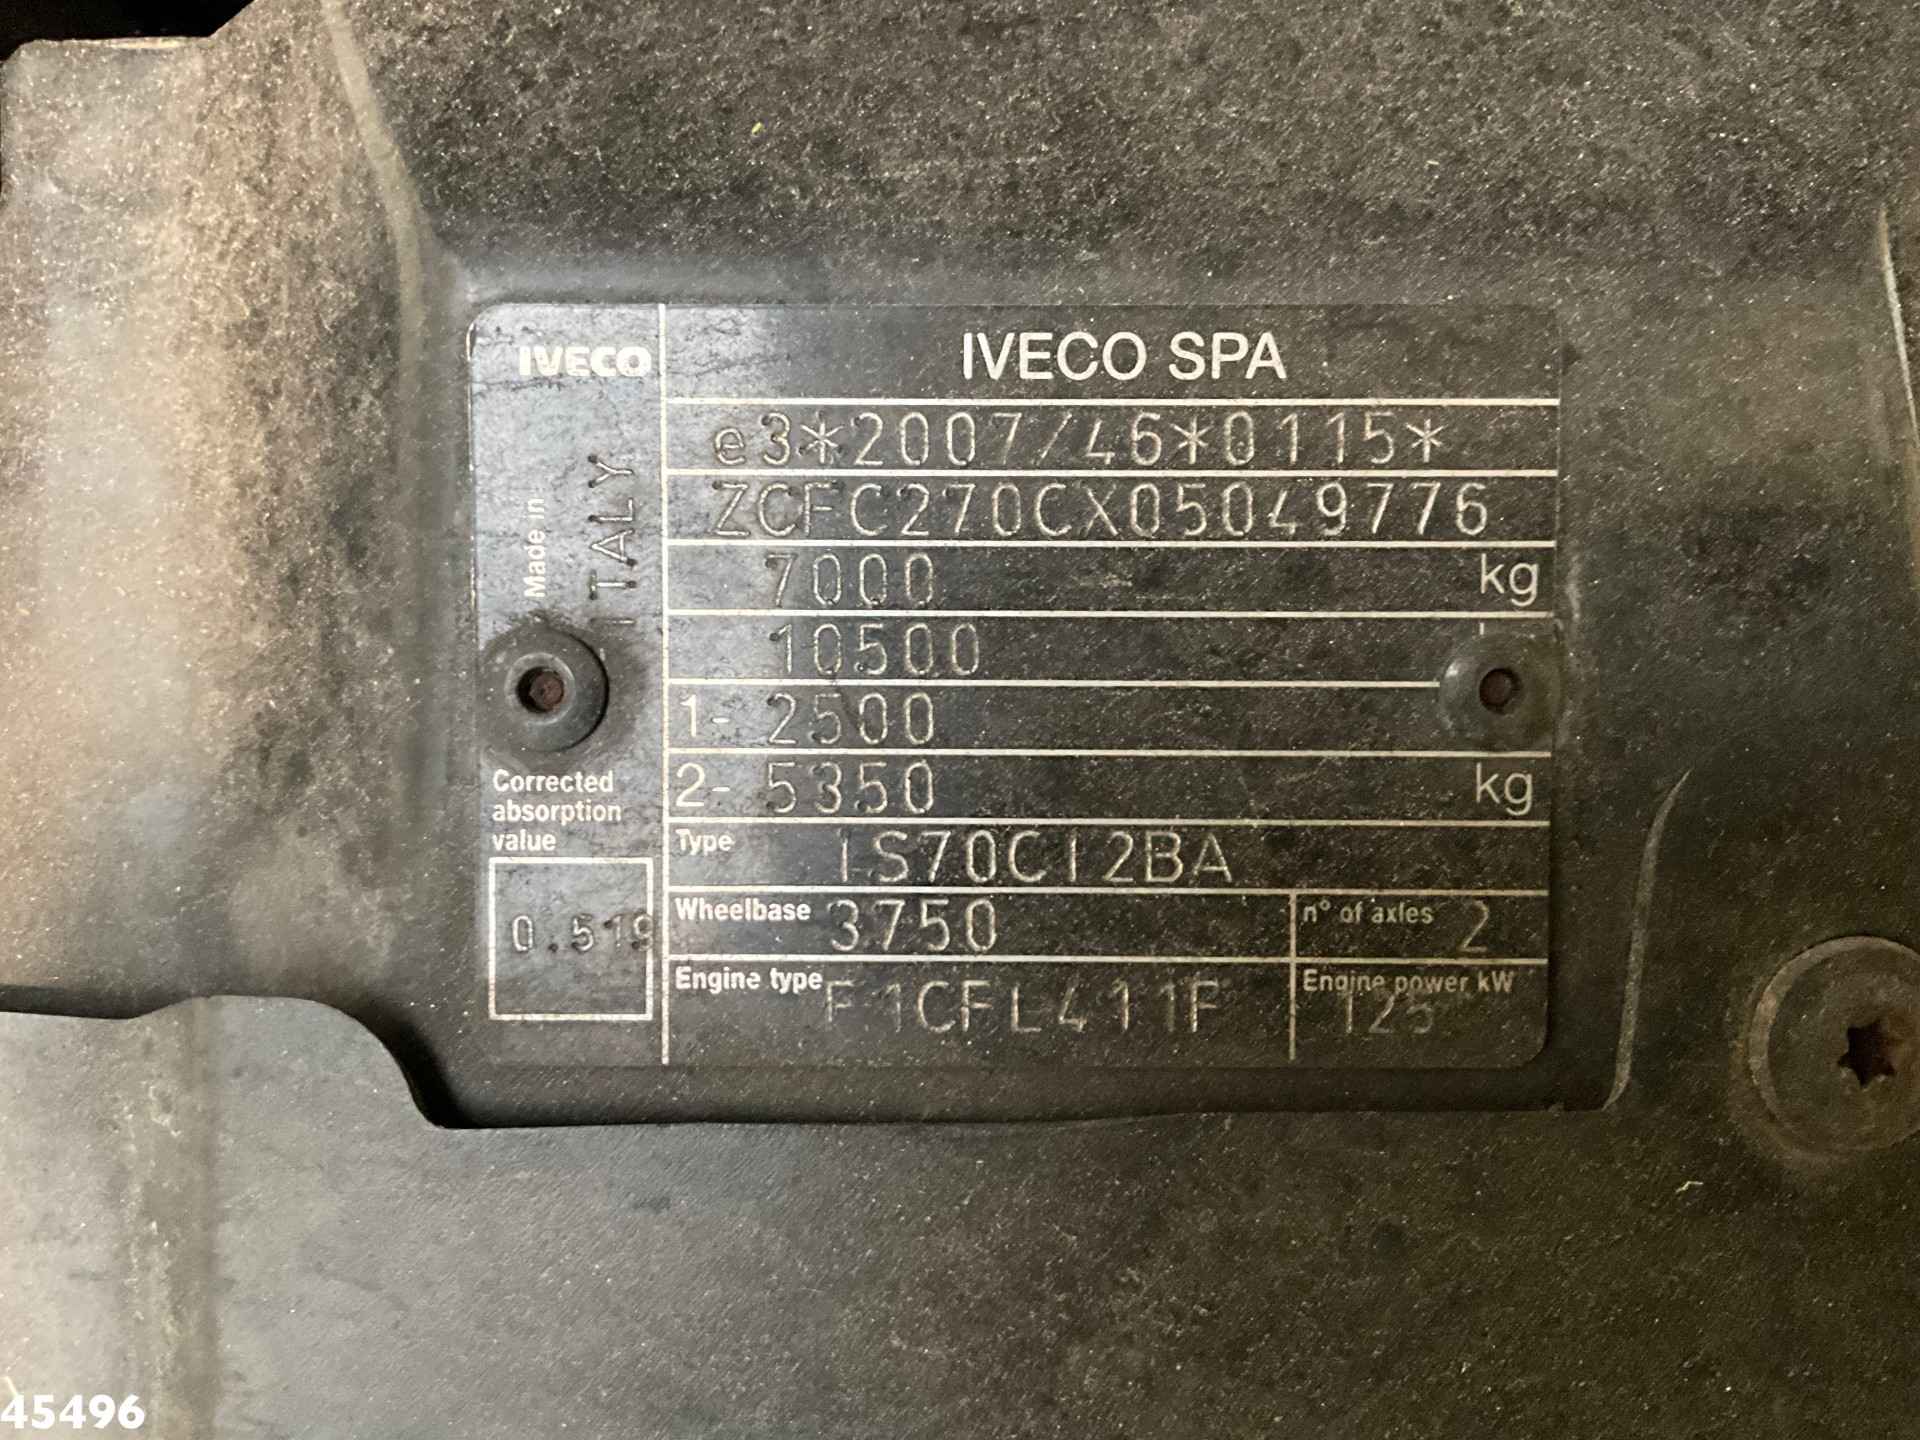 IVECO
IVECO SPA
Made in
ITALY
e3*2007/46*0115*
ZCFC270CX05049776
7000 kg
10500
1- 2500
2- 5350 kg
Corrected
absorption
value
0.519
Type IS70CI2BA
Wheelbase 3750
n° of axles 2
Engine type F1CFL411F
Engine power kW
125
45496